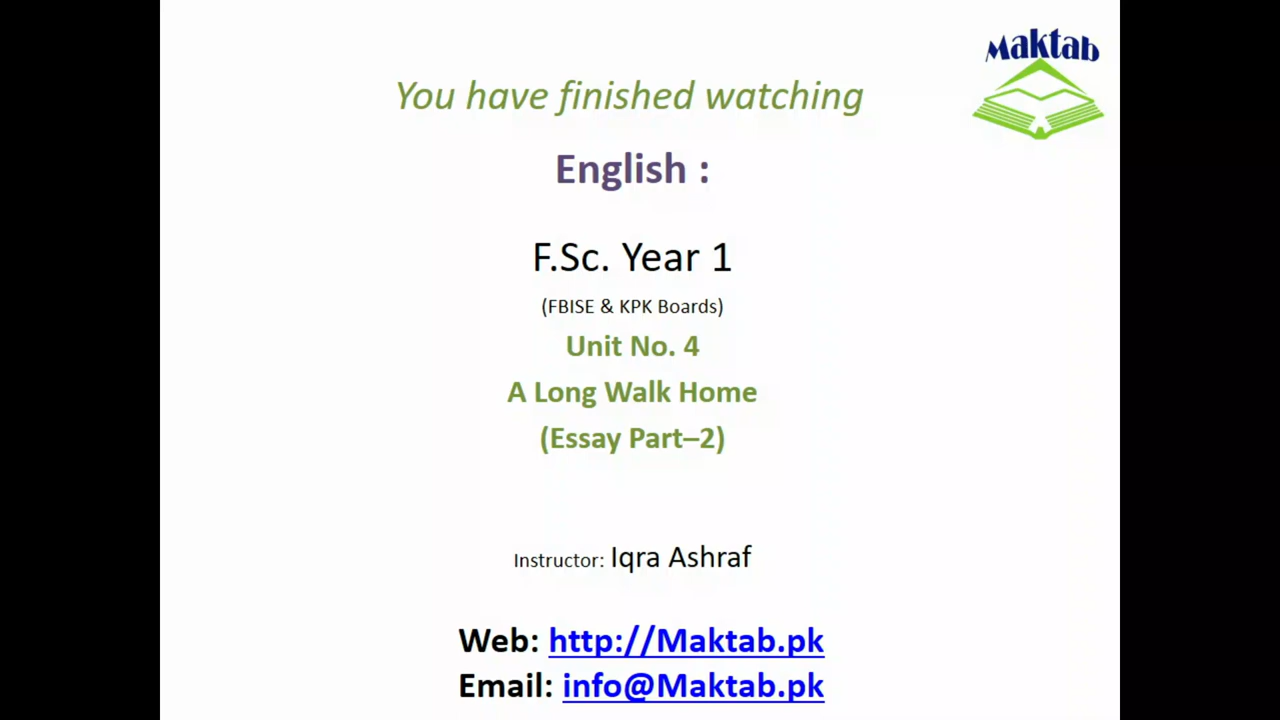 Maktab
You have finished watching
English :
F.Sc. Year 1
(FBISE & KPK Boards)
Unit No. 4
A Long Walk Home
(Essay Part–2)
Instructor: Iqra Ashraf
Web: http://Maktab.pk
Email: info@Maktab.pk